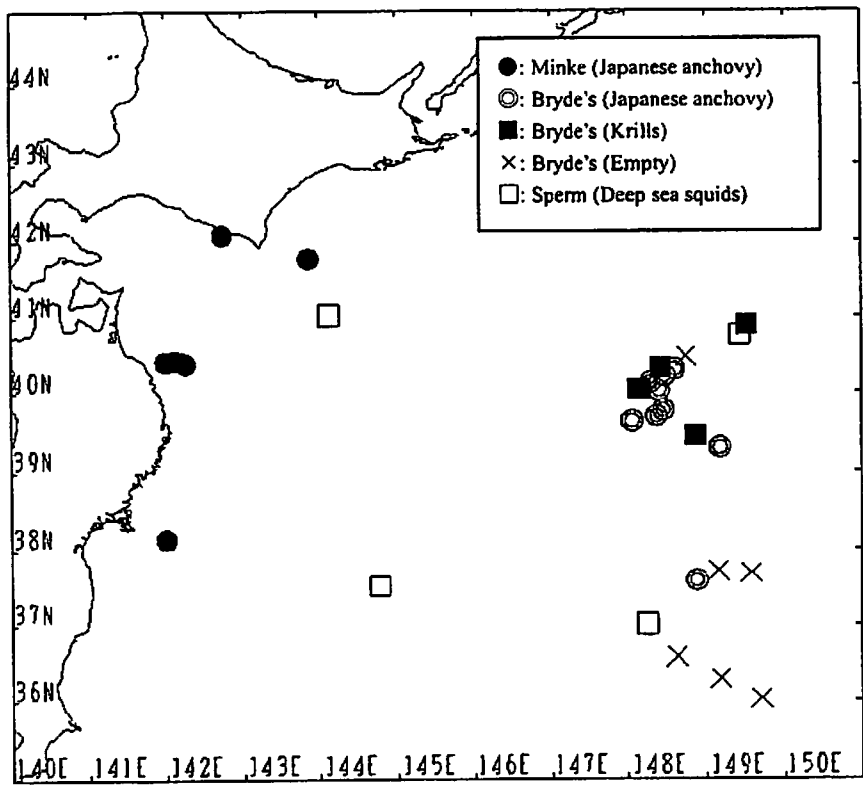 44N
43N
42N
41N
40N
39N
38N
37N
36N
●: Minke (Japanese anchovy)
◎: Bryde's (Japanese anchovy)
■: Bryde's (Krills)
×: Bryde's (Empty)
□: Sperm (Deep sea squids)
140E 141E 142E 143E 144E 145E 146E 147E 148E 149E 150E